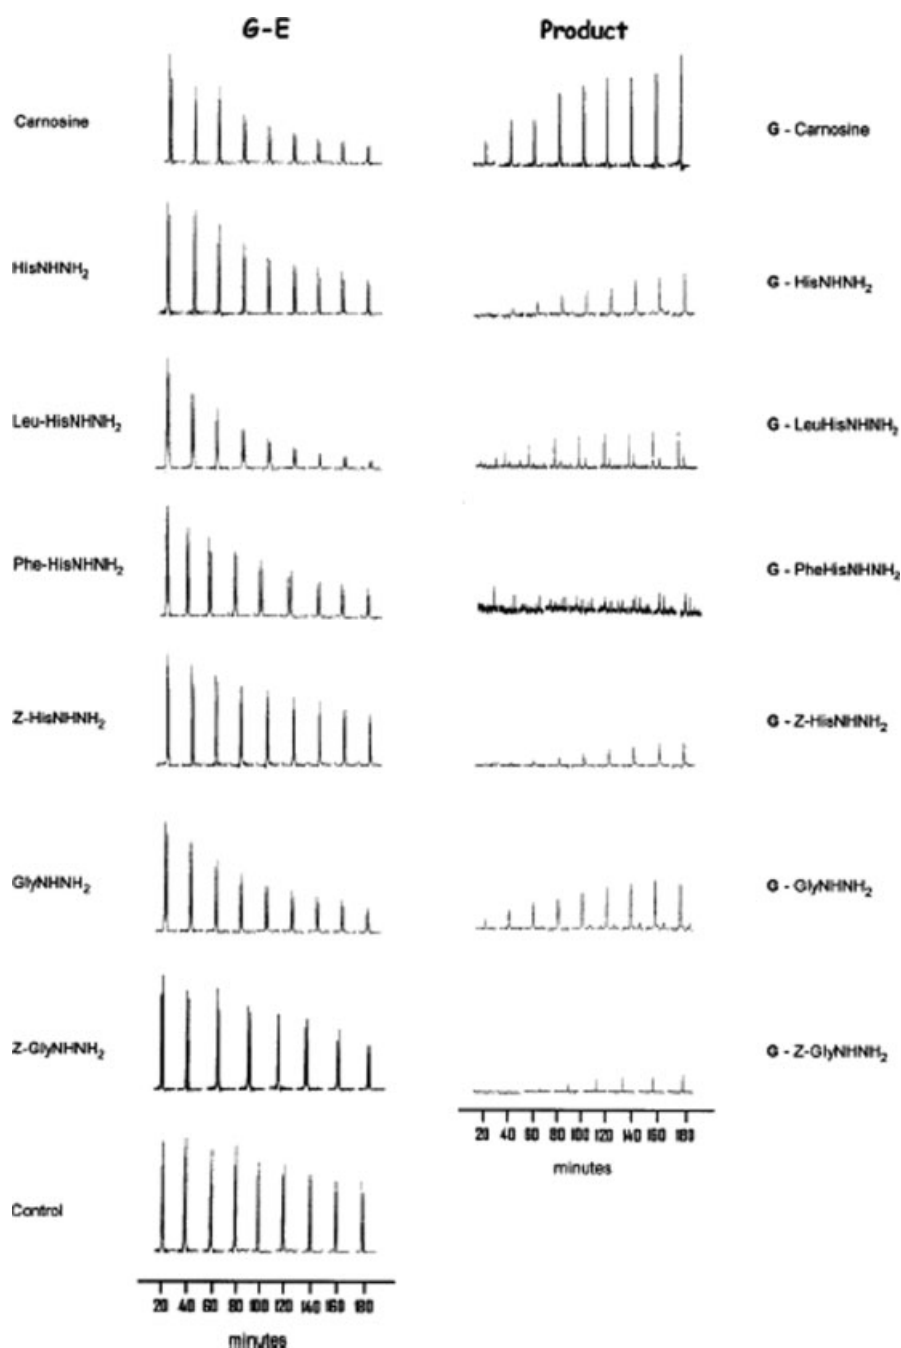 G-E Product
Carnosine G - Carnosine
HisNHNH₂ G - HisNHNH₂
Leu-HisNHNH₂ G - LeuHisNHNH₂
Phe-HisNHNH₂ G - PheHisNHNH₂
Z-HisNHNH₂ G - Z-HisNHNH₂
GlyNHNH₂ G - GlyNHNH₂
Z-GlyNHNH₂ G - Z-GlyNHNH₂
20 40 60 80 100 120 140 160 180
minutes
Control
20 40 60 80 100 120 140 160 180
minutes